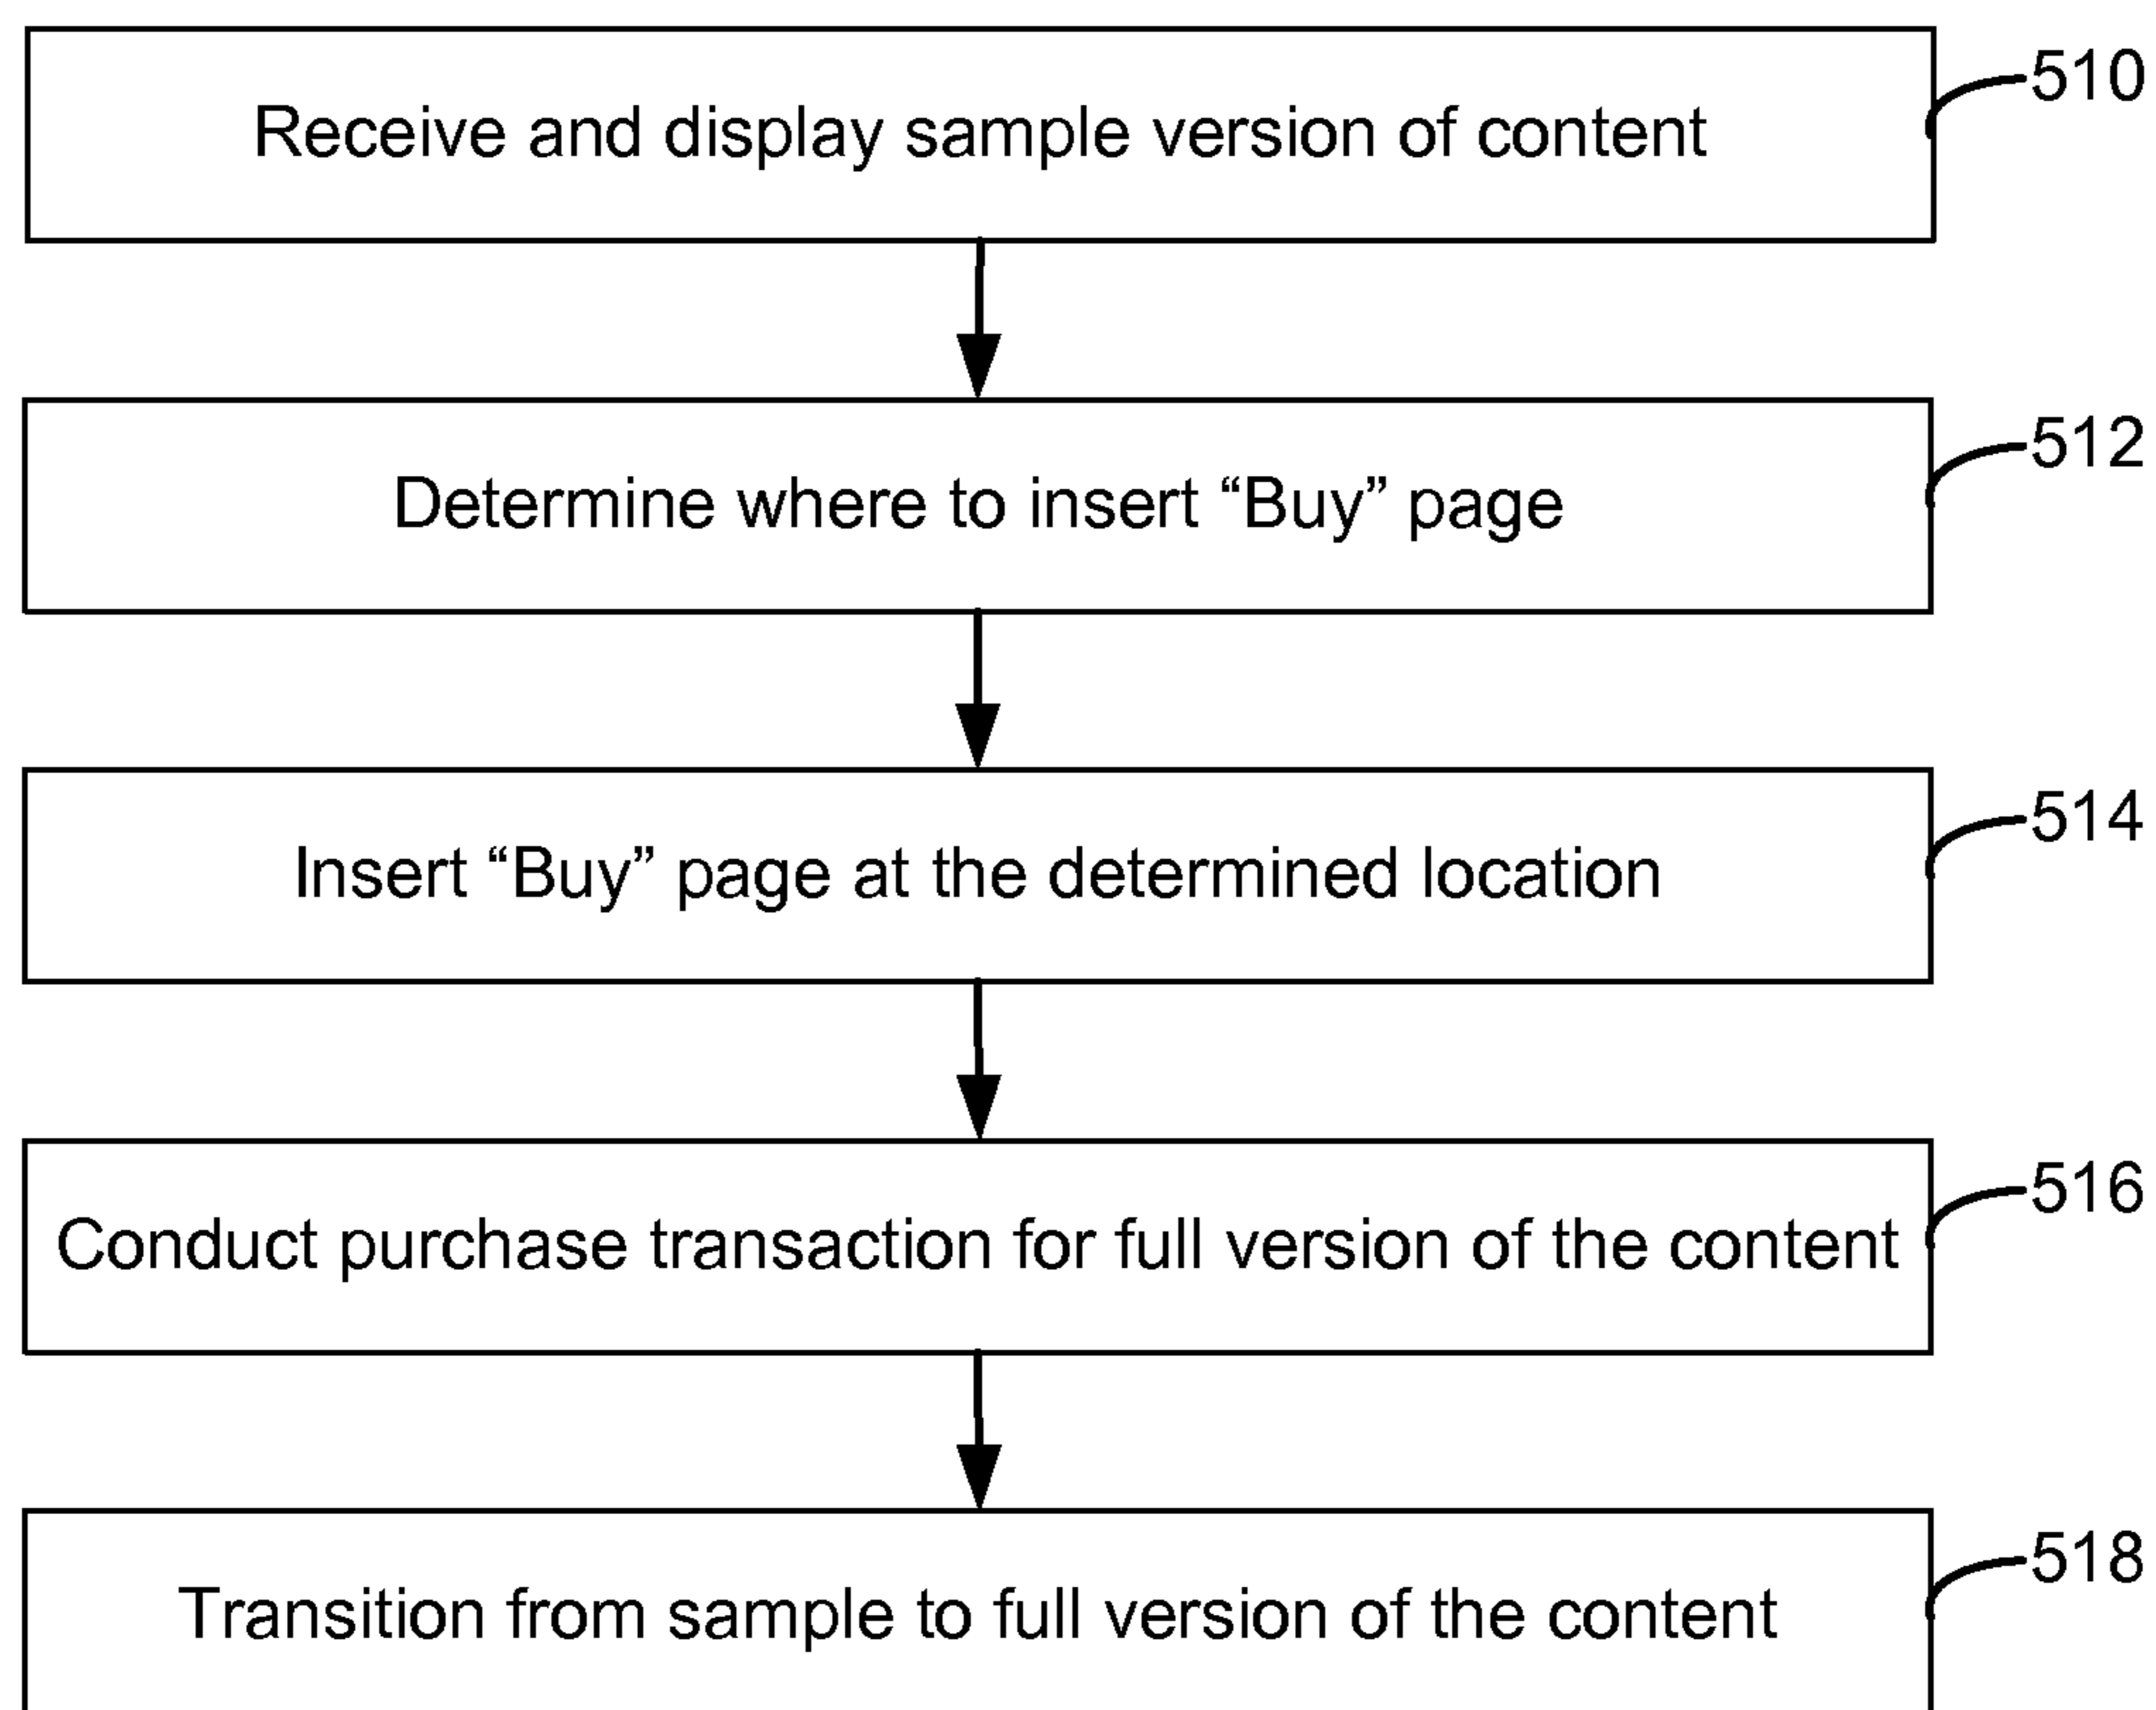 Receive and display sample version of content
510
Determine where to insert “Buy” page
512
Insert “Buy” page at the determined location
514
Conduct purchase transaction for full version of the content
516
Transition from sample to full version of the content
518